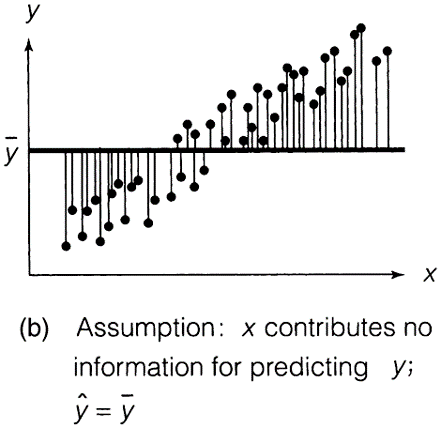 y
ȳ
x
(b) Assumption: x contributes no
information for predicting y;
ŷ = ȳ